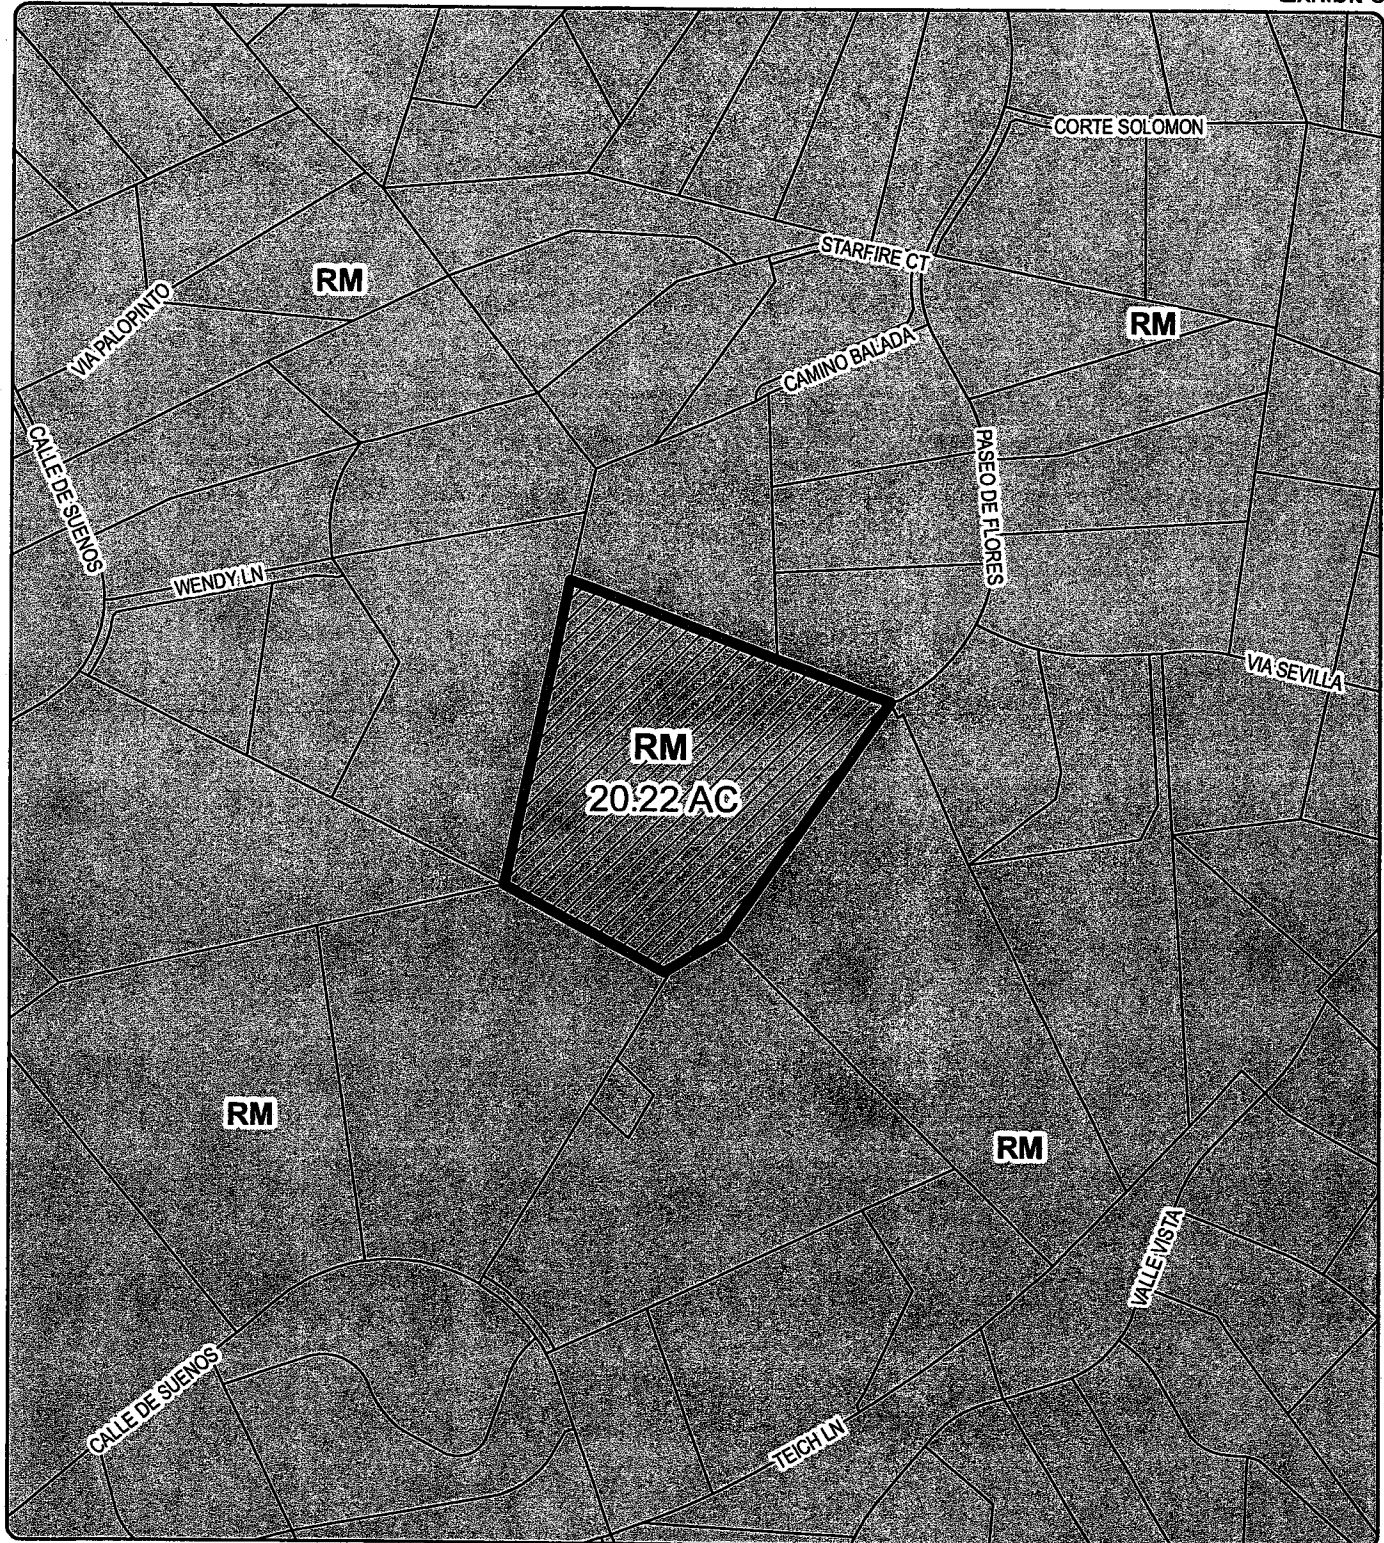 CORTE SOLOMON
STARFIRE CT
RM
VIA PALOPINTO
RM
CAMINO BALADA
CALLE DE SUENOS
PASEO DE FLORES
WENDY LN
VIA SEVILLA
RM
20.22 AC
RM
RM
VALLE VISTA
CALLE DE SUENOS
TEICH LN